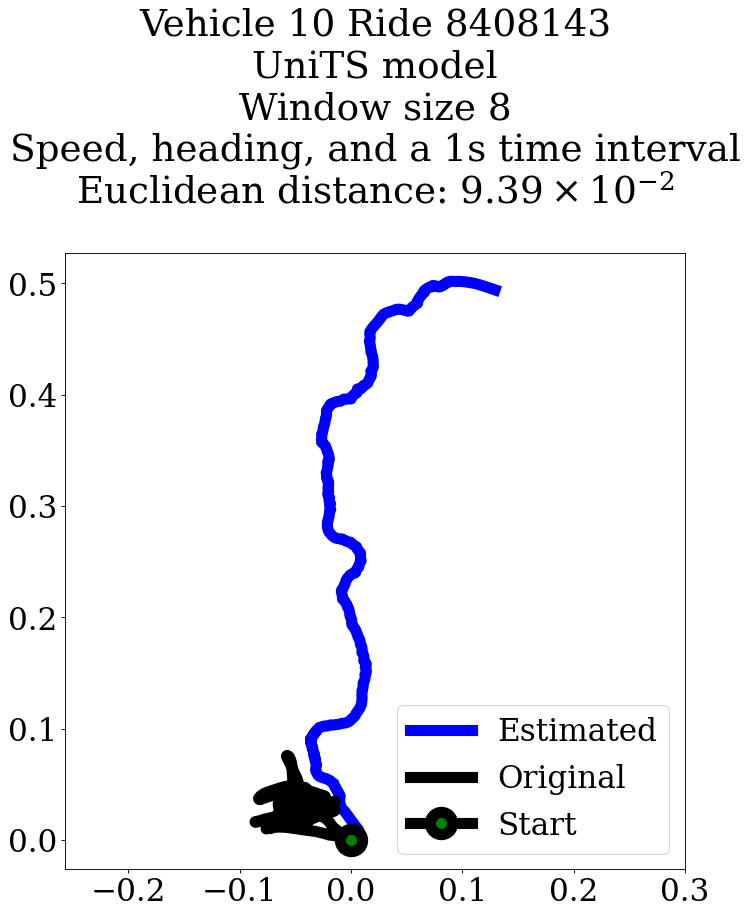 Vehicle 10 Ride 8408143
UniTS model
Window size 8
Speed, heading, and a 1s time interval
Euclidean distance: 9.39 × 10⁻²
0.5
0.4
0.3
0.2
0.1
0.0
Estimated
Original
Start
−0.2
−0.1
0.0
0.1
0.2
0.3